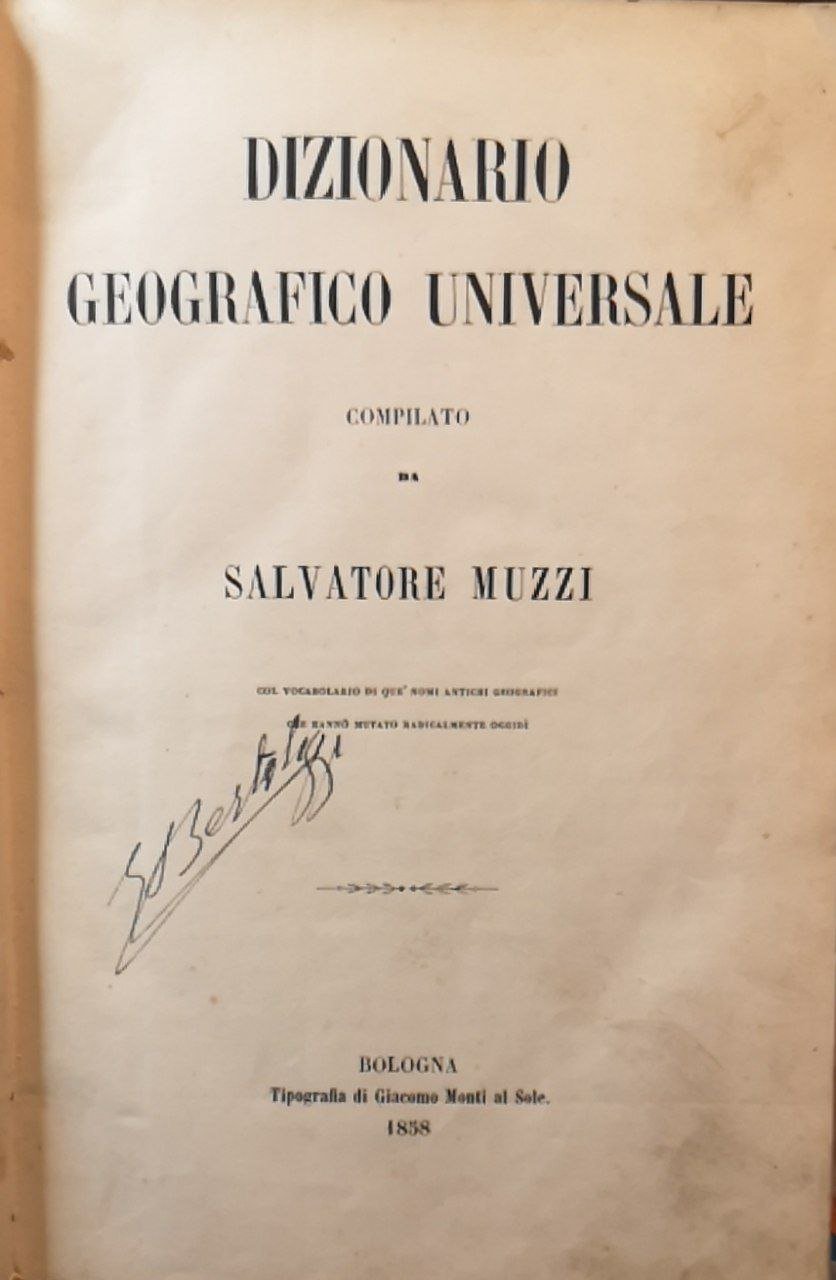 DIZIONARIO
GEOGRAFICO UNIVERSALE
COMPILATO
DA
SALVATORE MUZZI
COL VOCABOLARIO DI QUE' NOMI ANTICHI GEOGRAFICI
CHE HANNO MUTATO RADICALMENTE OGGIDÌ
BOLOGNA
Tipografia di Giacomo Monti al Sole.
1858